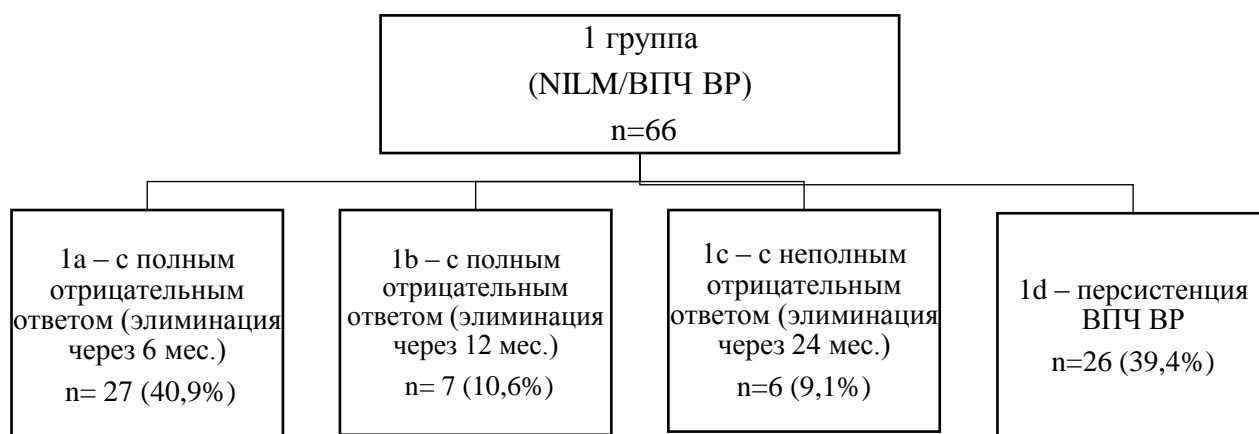 1 группа
(NILM/ВПЧ ВР)
n=66
1a – с полным
отрицательным
ответом (элиминация
через 6 мес.)
n= 27 (40,9%)
1b – с полным
отрицательным
ответом (элиминация
через 12 мес.)
n= 7 (10,6%)
1c – с неполным
отрицательным
ответом (элиминация
через 24 мес.)
n=6 (9,1%)
1d – персистенция
ВПЧ ВР
n=26 (39,4%)